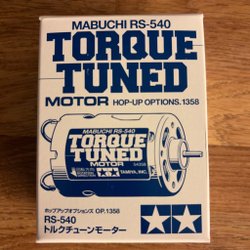 MABUCHI RS-540
TORQUE
TUNED
MOTOR HOP-UP OPTIONS.1358
MABUCHI RS-540
TORQUE
TUNED
MOTOR
54358
TAMIYA, INC.
ホップアップオプションズ OP.1358
RS-540
トルクチューンモーター